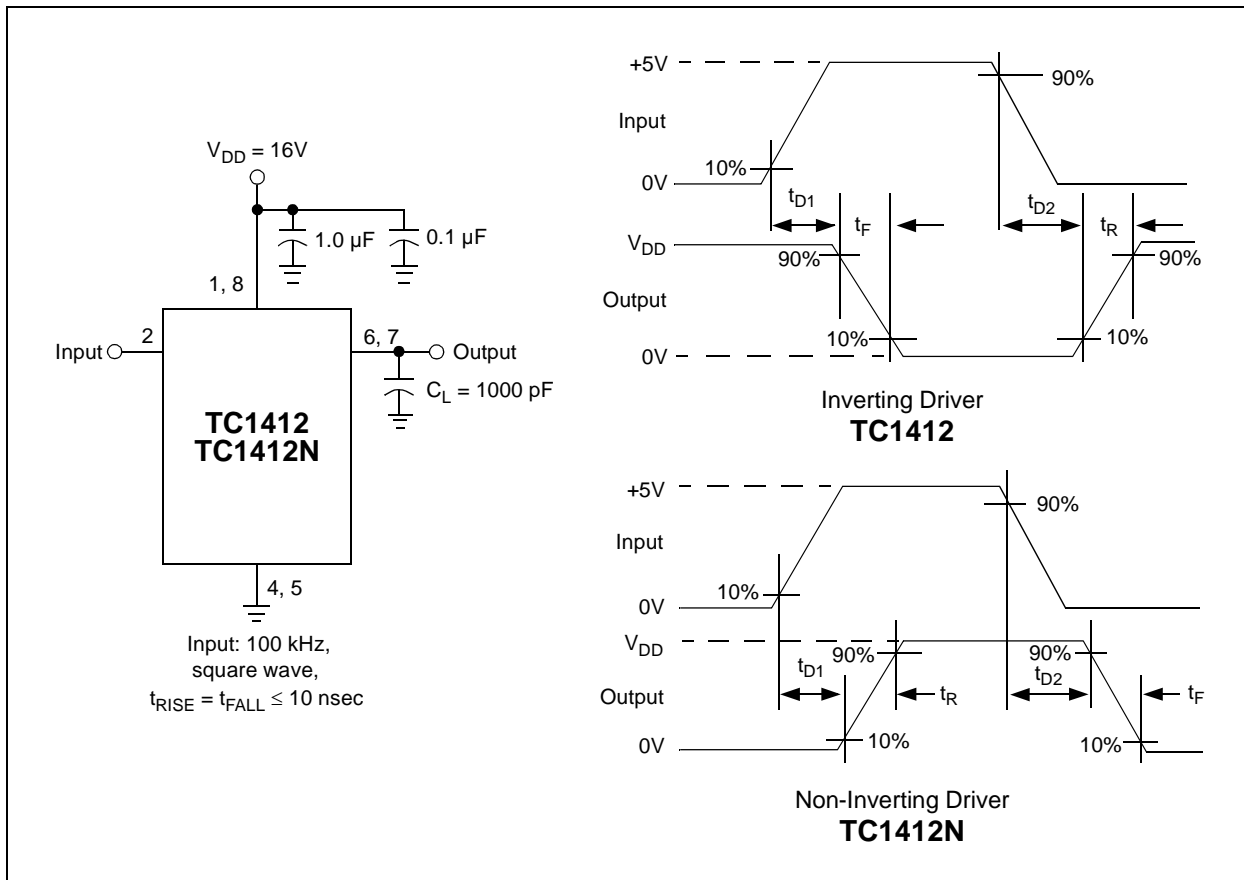 V_DD = 16V
1.0 µF
0.1 µF
1, 8
Input
2
6, 7
Output
C_L = 1000 pF
TC1412
TC1412N
4, 5
Input: 100 kHz,
square wave,
t_RISE = t_FALL ≤ 10 nsec
+5V
90%
Input
10%
0V
t_D1
t_F
t_D2
t_R
V_DD
90%
90%
Output
10%
10%
0V
Inverting Driver
TC1412
+5V
90%
Input
10%
0V
V_DD
t_D1
90%
90%
t_R
t_D2
t_F
Output
10%
10%
0V
Non-Inverting Driver
TC1412N